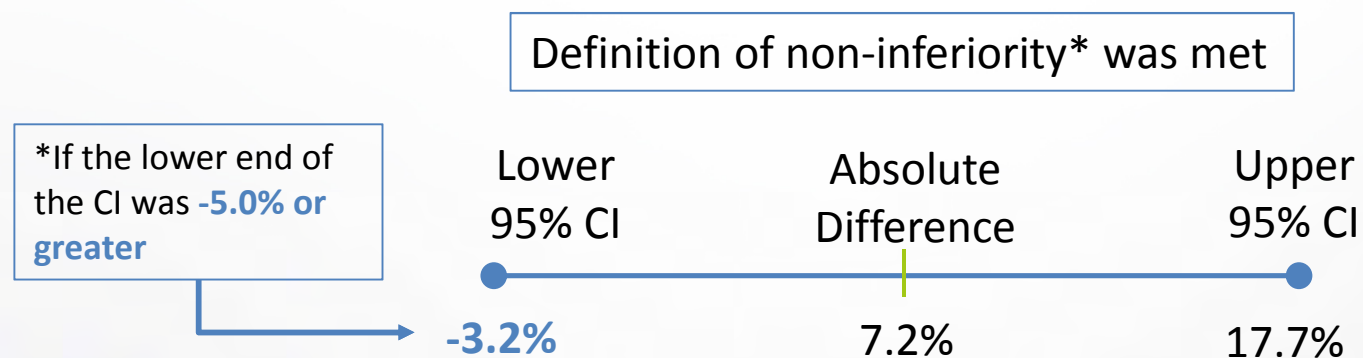 Definition of non-inferiority* was met
*If the lower end of
the CI was -5.0% or
greater
Lower
95% CI
Absolute
Difference
Upper
95% CI
-3.2%
7.2%
17.7%